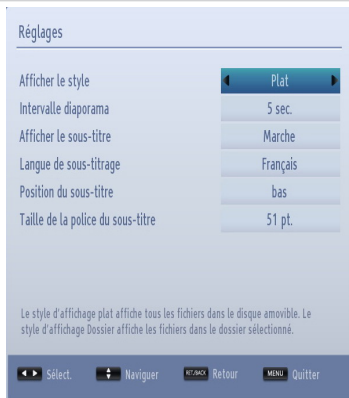 Réglages
Afficher le style Plat
Intervalle diaporama 5 sec.
Afficher le sous-titre Marche
Langue de sous-titrage Français
Position du sous-titre bas
Taille de la police du sous-titre 51 pt.
Le style d'affichage plat affiche tous les fichiers dans le disque amovible. Le
style d'affichage Dossier affiche les fichiers dans le dossier sélectionné.
Sélect. Naviguer RET./BACK Retour MENU Quitter